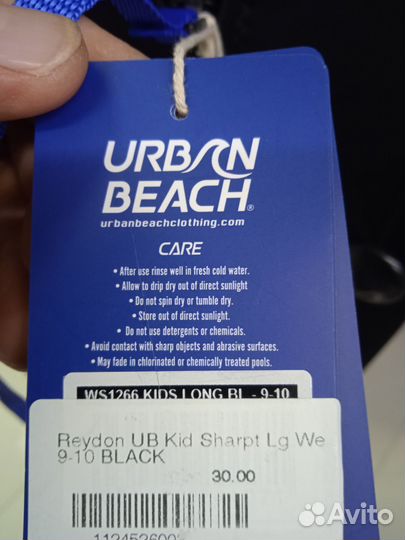 URBAN
BEACH®
urbanbeachclothing.com
CARE
• After use rinse well in fresh cold water.
• Allow to drip dry out of direct sunlight
• Do not spin dry or tumble dry.
• Store out of direct sunlight.
• Do not use detergents or chemicals.
• Avoid contact with sharp objects and abrasive surfaces.
• May fade in chlorinated or chemically treated pools.
WS1266 KIDS LONG BL - 9-10
Reydon UB Kid Sharpt Lg We
9-10 BLACK
30.00
Avito